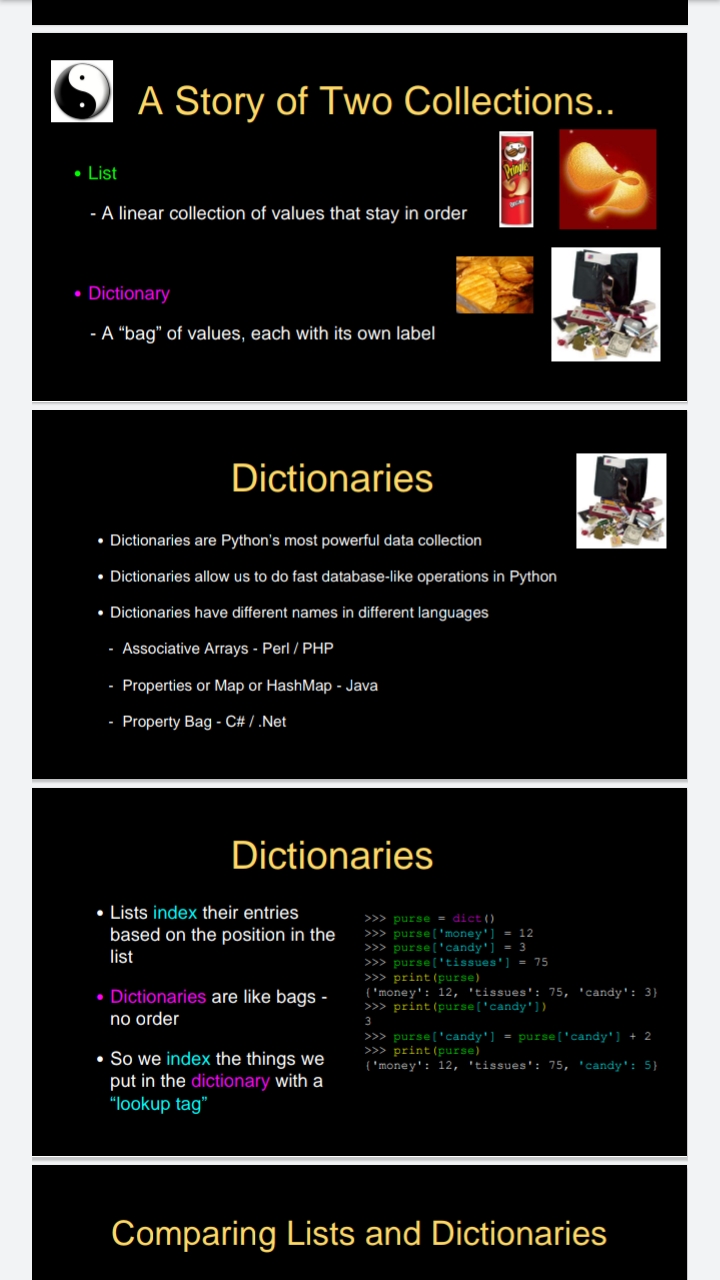 A Story of Two Collections..
• List
- A linear collection of values that stay in order
Pringles
• Dictionary
- A “bag” of values, each with its own label
Dictionaries
• Dictionaries are Python's most powerful data collection
• Dictionaries allow us to do fast database-like operations in Python
• Dictionaries have different names in different languages
- Associative Arrays - Perl / PHP
- Properties or Map or HashMap - Java
- Property Bag - C# / .Net
Dictionaries
• Lists index their entries
based on the position in the
list
• Dictionaries are like bags -
no order
• So we index the things we
put in the dictionary with a
“lookup tag”
>>> purse = dict()
>>> purse['money'] = 12
>>> purse['candy'] = 3
>>> purse['tissues'] = 75
>>> print(purse)
{'money': 12, 'tissues': 75, 'candy': 3}
>>> print(purse['candy'])
3
>>> purse['candy'] = purse['candy'] + 2
>>> print(purse)
{'money': 12, 'tissues': 75, 'candy': 5}
Comparing Lists and Dictionaries